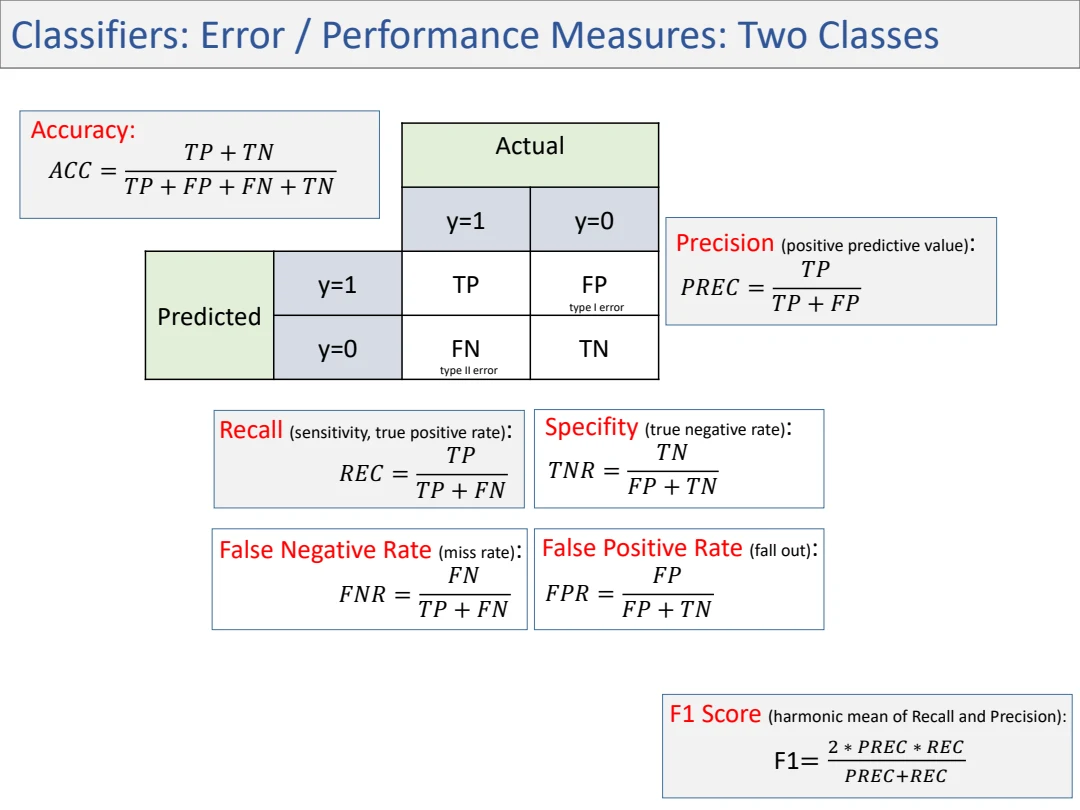 Classifiers: Error / Performance Measures: Two Classes
Accuracy:
ACC = (TP + TN) / (TP + FP + FN + TN)
Actual
y=1 y=0
Predicted
y=1 TP FP
type I error
y=0 FN TN
type II error
Precision (positive predictive value):
PREC = TP / (TP + FP)
Recall (sensitivity, true positive rate):
REC = TP / (TP + FN)
Specifity (true negative rate):
TNR = TN / (FP + TN)
False Negative Rate (miss rate):
FNR = FN / (TP + FN)
False Positive Rate (fall out):
FPR = FP / (FP + TN)
F1 Score (harmonic mean of Recall and Precision):
F1= (2 * PREC * REC) / (PREC+REC)